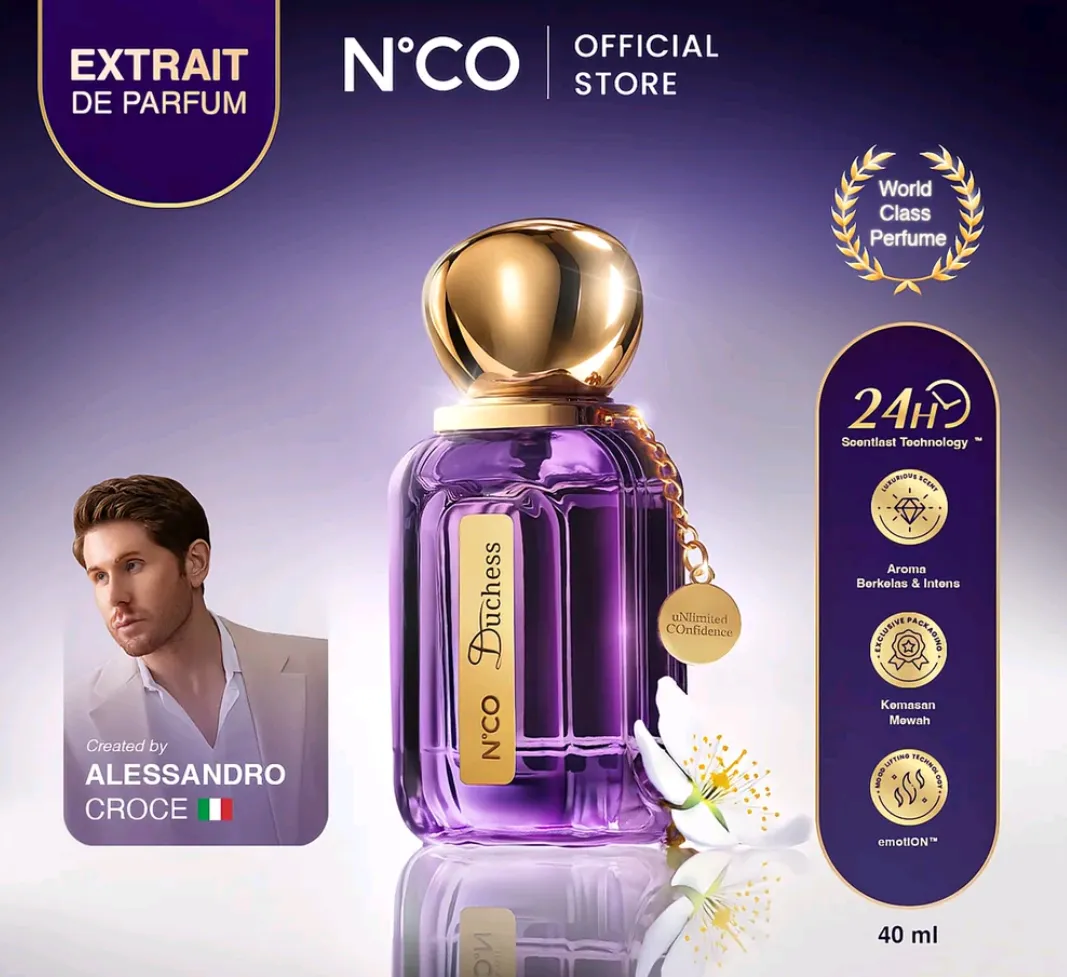 EXTRAIT
DE PARFUM
N°CO
OFFICIAL
STORE
World
Class
Perfume
24H
Scentlast Technology ™
LUXURIOUS SCENT
Aroma
Berkelas & Intens
EXCLUSIVE PACKAGING
Kemasan
Mewah
MOOD LIFTING TECHNOLOGY
emotION™
40 ml
N°CO Duchess
uNlimited
COnfidence
Created by
ALESSANDRO
CROCE
N°CO